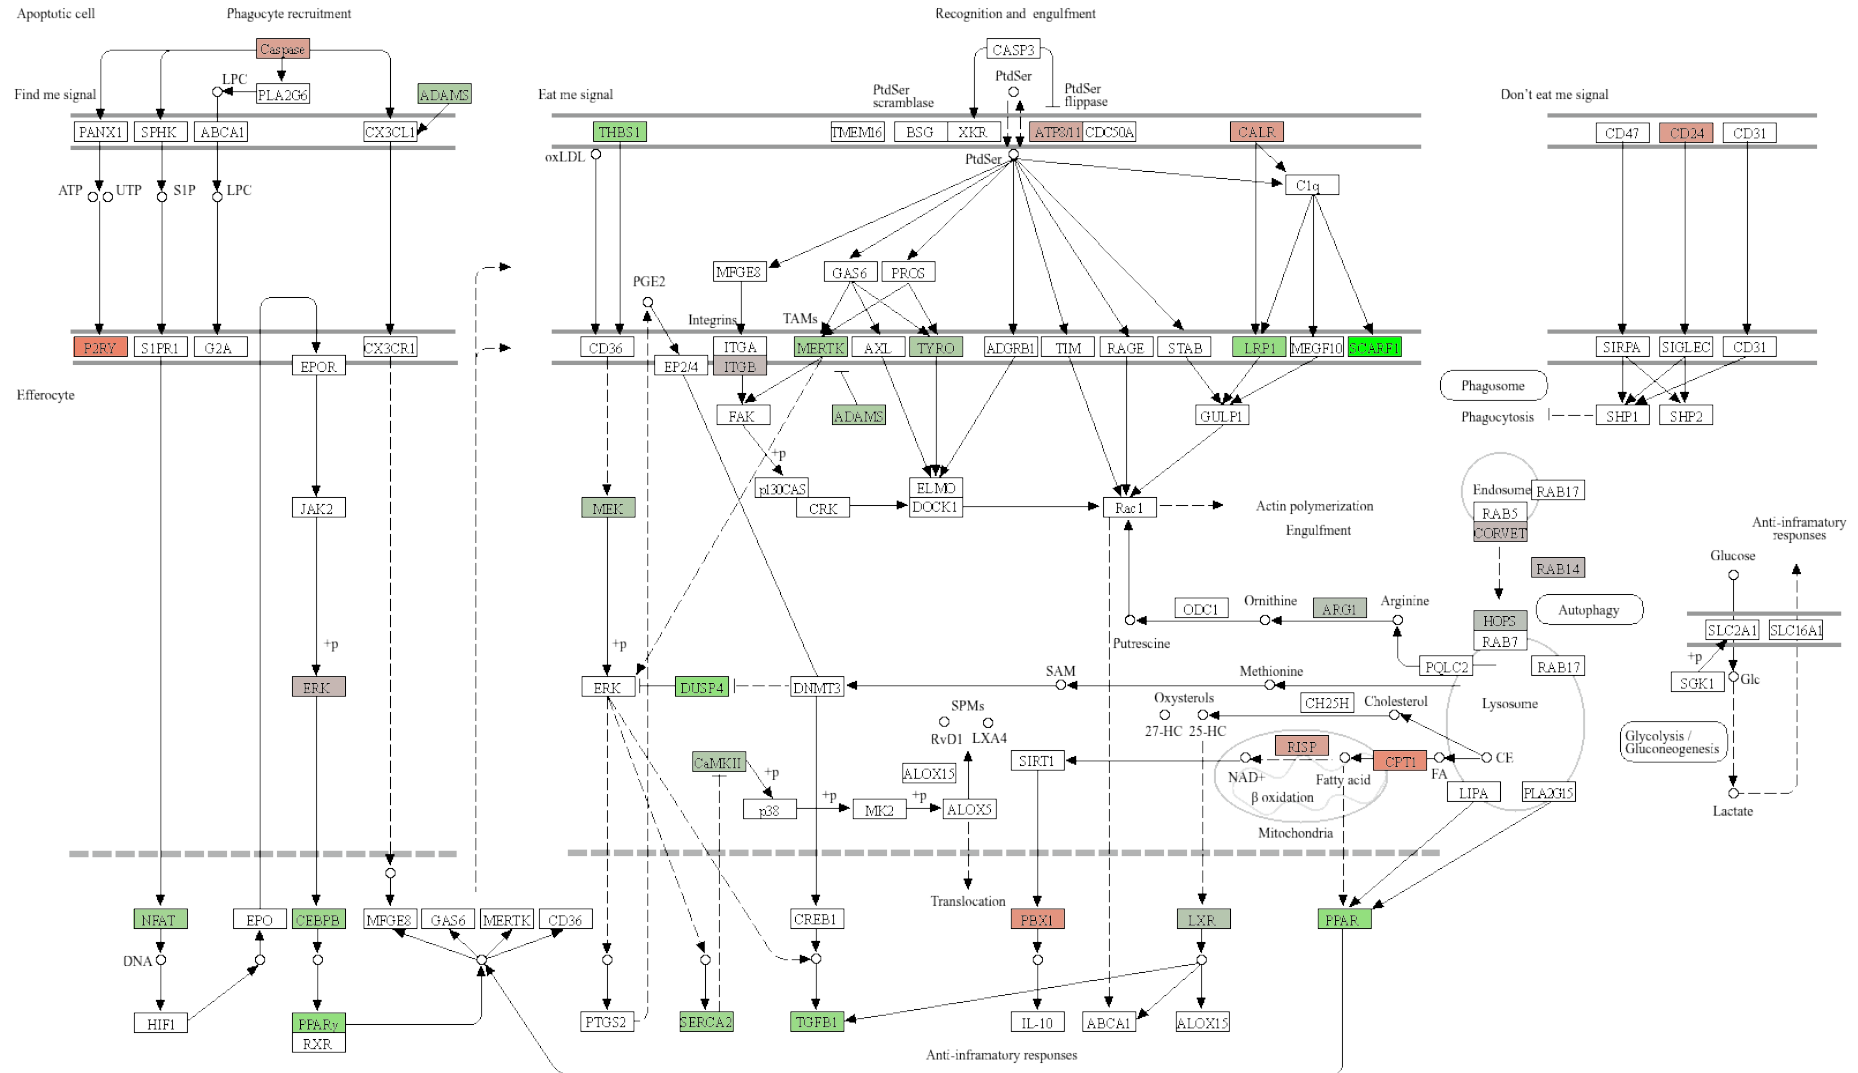 Apoptotic cell
Phagocyte recruitment
Recognition and engulfment
Caspase
CASP3
LPC
PLA2G6
ADAMS
Find me signal
Eat me signal
PtdSer
scramblase
PtdSer
PtdSer
flippase
Don't eat me signal
PANX1
SPHK
ABCA1
CX3CL1
THBS1
TMEM16
BSG
XKR
ATP8/11
CDC50A
CALR
CD47
CD24
CD31
oxLDL
PtdSer
ATP
UTP
S1P
LPC
C1q
MFGE8
GAS6
PROS
PGE2
Integrins
TAMs
P2RY
S1PR1
G2A
CX3CR1
EPOR
CD36
EP2/4
ITGA
ITGB
MERTK
AXL
TYRO
ADGRB1
TIM
RAGE
STAB
LRP1
MEGF10
SCARF1
SIRPA
SIGLEC
CD31
Efferocyte
Phagosome
FAK
ADAMS
GULP1
Phagocytosis
SHP1
SHP2
+p
p130CAS
CRK
ELMO
DOCK1
Rac1
Actin polymerization
Engulfment
MEK
JAK2
Endosome
RAB17
RAB5
CORVET
RAB14
Anti-inframatory
responses
Glucose
Autophagy
ODC1
Ornithine
ARG1
Arginine
Putrescine
HOPS
RAB7
PQLC2
RAB17
SLC2A1
SLC16A1
+p
SGK1
Glc
+p
+p
ERK
ERK
DUSP4
DNMT3
SAM
Methionine
Lysosome
Oxysterols
27-HC
25-HC
CH25H
Cholesterol
SPMs
RvD1
LXA4
Glycolysis /
Gluconeogenesis
CaMKII
+p
ALOX15
SIRT1
RISP
CPT1
FA
CE
NAD+
Fatty acid
β oxidation
LIPA
PLA2G15
p38
+p
MK2
+p
ALOX5
Mitochondria
Lactate
Translocation
NFAT
EPO
CEBPB
MFGE8
GAS6
MERTK
CD36
CREB1
PBX1
LXR
PPAR
DNA
HIF1
PPARγ
RXR
PTGS2
SERCA2
TGFB1
IL-10
ABCA1
ALOX15
Anti-inframatory responses